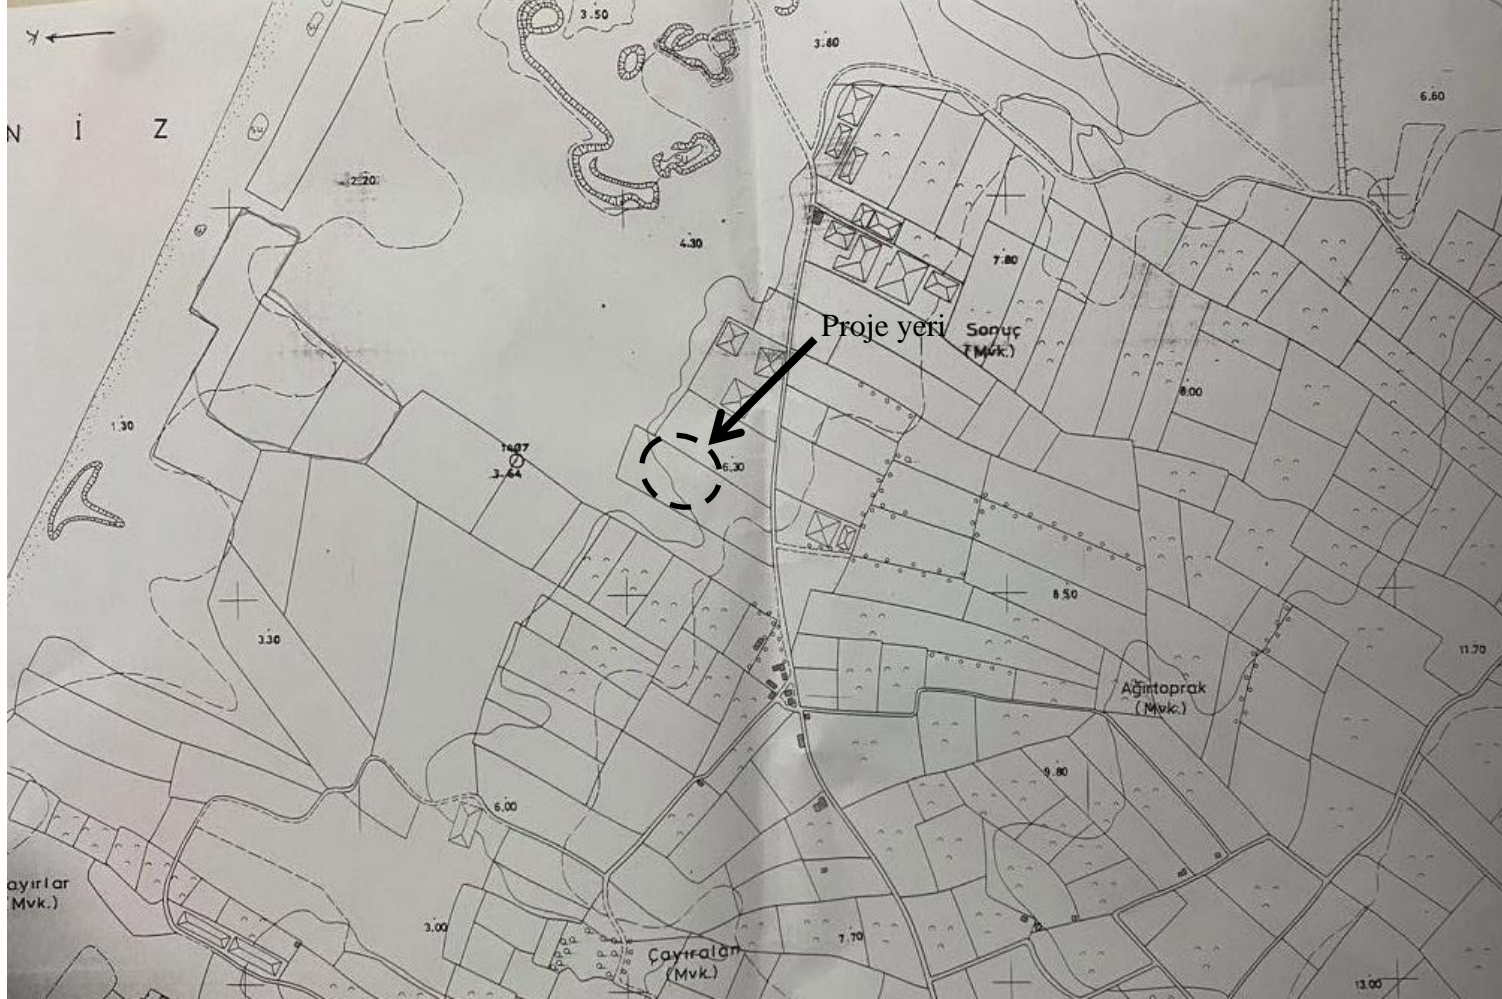 K
3.50
3.80
6.60
N İ Z
2.20
4.30
7.80
Proje yeri
Sonuç
(Mvk.)
8.00
1.30
3.64
6.30
8.50
3.30
11.70
Ağırtoprak
(Mvk.)
9.80
6.00
ayırlar
(Mvk.)
3.00
7.70
Çayıralan
(Mvk.)
13.00